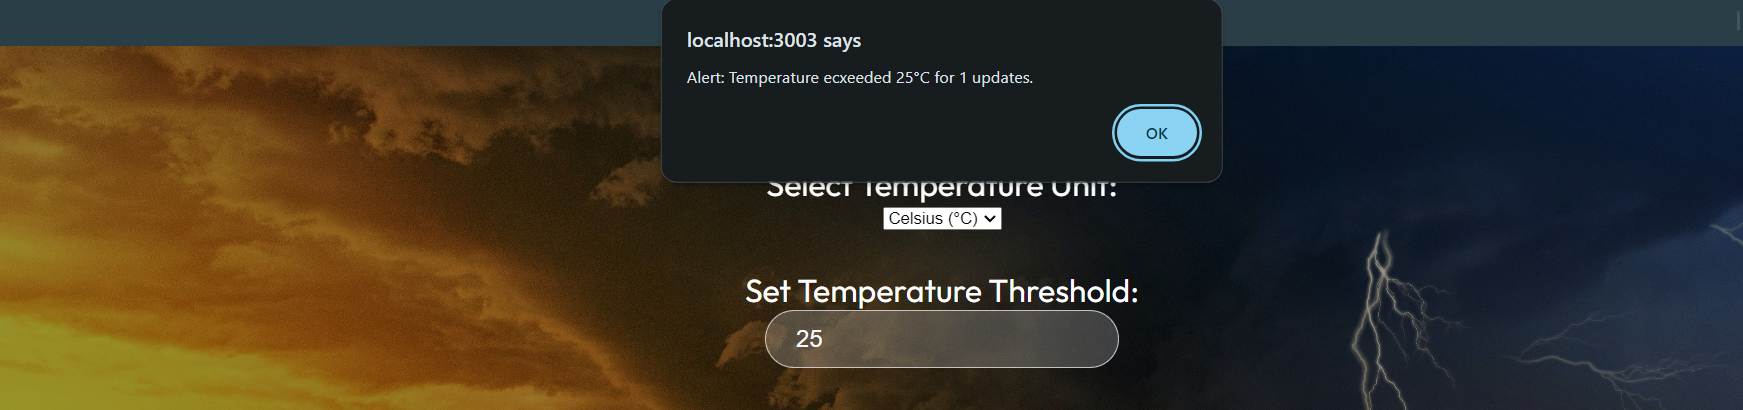 localhost:3003 says
Alert: Temperature ecxeeded 25°C for 1 updates.
OK
Select Temperature Unit:
Celsius (°C)
Set Temperature Threshold:
25